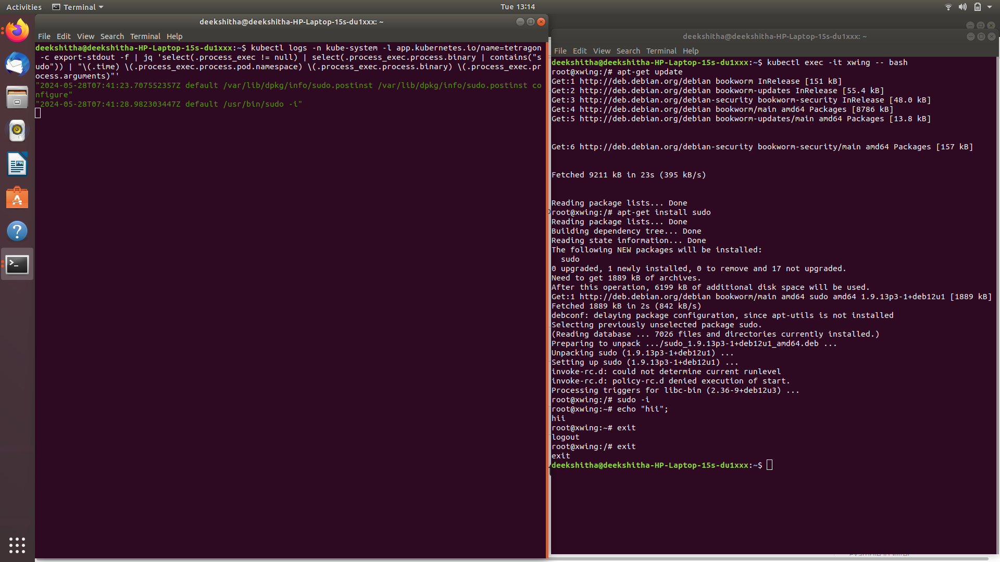 Activities
Terminal
Tue 13:14
deekshitha@deekshitha-HP-Laptop-15s-du1xxx: ~
File Edit View Search Terminal Help
deekshitha@deekshitha-HP-Laptop-15s-du1xxx:~$ kubectl logs -n kube-system -l app.kubernetes.io/name=tetragon
-c export-stdout -f | jq 'select(.process_exec != null) | select(.process_exec.process.binary | contains("s
udo")) | "\(.time) \(.process_exec.process.pod.namespace) \(.process_exec.process.binary) \(.process_exec.pr
ocess.arguments)"'
"2024-05-28T07:41:23.707552357Z default /var/lib/dpkg/info/sudo.postinst /var/lib/dpkg/info/sudo.postinst co
nfigure"
"2024-05-28T07:41:28.982303447Z default /usr/bin/sudo -i"
deekshitha@deekshitha-HP-Laptop-15s-du1xxx: ~
File Edit View Search Terminal Help
deekshitha@deekshitha-HP-Laptop-15s-du1xxx:~$ kubectl exec -it xwing -- bash
root@xwing:/# apt-get update
Get:1 http://deb.debian.org/debian bookworm InRelease [151 kB]
Get:2 http://deb.debian.org/debian bookworm-updates InRelease [55.4 kB]
Get:3 http://deb.debian.org/debian-security bookworm-security InRelease [48.0 kB]
Get:4 http://deb.debian.org/debian bookworm/main amd64 Packages [8786 kB]
Get:5 http://deb.debian.org/debian bookworm-updates/main amd64 Packages [13.8 kB]
Get:6 http://deb.debian.org/debian-security bookworm-security/main amd64 Packages [157 kB]
Fetched 9211 kB in 23s (395 kB/s)
Reading package lists... Done
root@xwing:/# apt-get install sudo
Reading package lists... Done
Building dependency tree... Done
Reading state information... Done
The following NEW packages will be installed:
sudo
0 upgraded, 1 newly installed, 0 to remove and 17 not upgraded.
Need to get 1889 kB of archives.
After this operation, 6199 kB of additional disk space will be used.
Get:1 http://deb.debian.org/debian bookworm/main amd64 sudo amd64 1.9.13p3-1+deb12u1 [1889 kB]
Fetched 1889 kB in 2s (842 kB/s)
debconf: delaying package configuration, since apt-utils is not installed
Selecting previously unselected package sudo.
(Reading database ... 7026 files and directories currently installed.)
Preparing to unpack .../sudo_1.9.13p3-1+deb12u1_amd64.deb ...
Unpacking sudo (1.9.13p3-1+deb12u1) ...
Setting up sudo (1.9.13p3-1+deb12u1) ...
invoke-rc.d: could not determine current runlevel
invoke-rc.d: policy-rc.d denied execution of start.
Processing triggers for libc-bin (2.36-9+deb12u3) ...
root@xwing:/# sudo -i
root@xwing:~# echo "hii";
hii
root@xwing:~# exit
logout
root@xwing:/# exit
exit
deekshitha@deekshitha-HP-Laptop-15s-du1xxx:~$